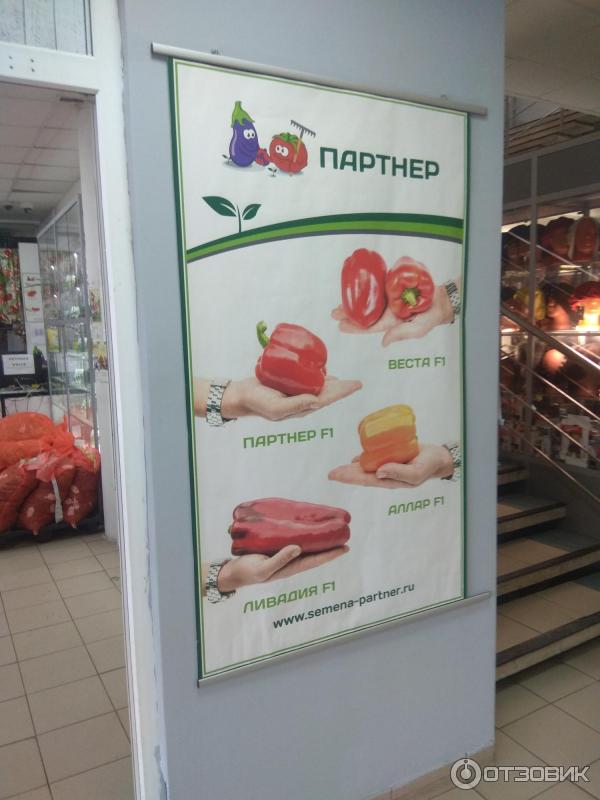 ПАРТНЕР
ВЕСТА F1
ПАРТНЕР F1
АЛЛАР F1
ЛИВАДИЯ F1
www.semena-partner.ru
ОТЗОВИК